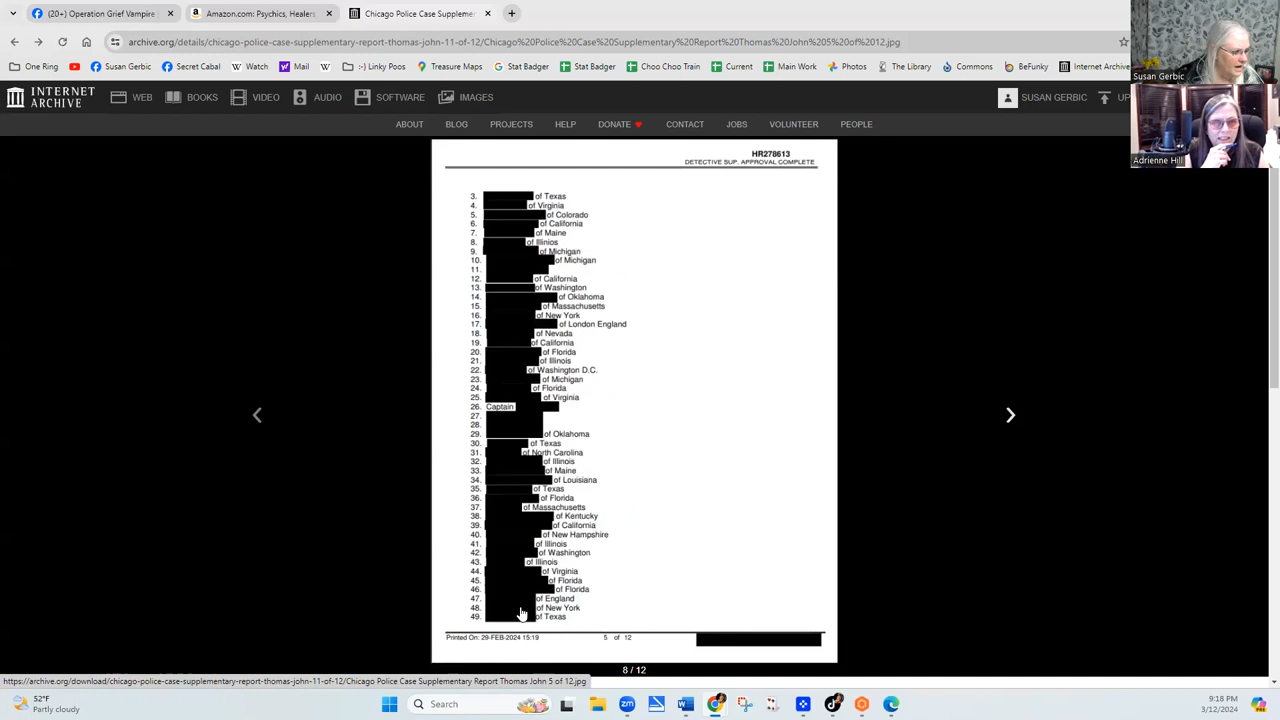 (120) Operation Grief Vampire
Amazon.com: Psychics, Healers
Chicago Police Case Supplement
archive.org/details/chicago-police-case-supplementary-report-thomas-john-11-of-12/Chicago%20Police%20Case%20Supplementary%20Report%20Thomas%20John%205%20of%2012.jpg
One Ring
Susan Gerbic
Secret Cabal
Watch
Mail
:-) Linky Poos
Treasure Maps
Stat Badger
Choo Choo Train
Current
Main Work
Photos
The Library
Commons
BeFunky
Internet Archive
INTERNET ARCHIVE
WEB
VIDEO
AUDIO
SOFTWARE
IMAGES
SUSAN GERBIC
UP
ABOUT
BLOG
PROJECTS
HELP
DONATE
CONTACT
JOBS
VOLUNTEER
PEOPLE
Susan Gerbic
Adrienne Hill
HR278613
DETECTIVE SUP. APPROVAL COMPLETE
3. of Texas
4. of Virginia
5. of Colorado
6. of California
7. of Maine
8. of Illinios
9. of Michigan
10. of Michigan
11.
12. of California
13. of Washington
14. of Oklahoma
15. of Massachusetts
16. of New York
17. of London England
18. of Nevada
19. of California
20. of Florida
21. of Illinois
22. of Washington D.C.
23. of Michigan
24. of Florida
25. of Virginia
26. Captain
27.
28.
29. of Oklahoma
30. of Texas
31. of North Carolina
32. of Illinois
33. of Maine
34. of Louisiana
35. of Texas
36. of Florida
37. of Massachusetts
38. of Kentucky
39. of California
40. of New Hampshire
41. of Illinois
42. of Washington
43. of Illinois
44. of Virginia
45. of Florida
46. of Florida
47. of England
48. of New York
49. of Texas
Printed On: 29-FEB-2024 15:19 5 of 12
8 / 12
https://archive.org/download/chicago-police-case-supplementary-report-thomas-john-11-of-12/Chicago Police Case Supplementary Report Thomas John 5 of 12.jpg
52°F
Partly cloudy
Search
9:18 PM
3/12/2024